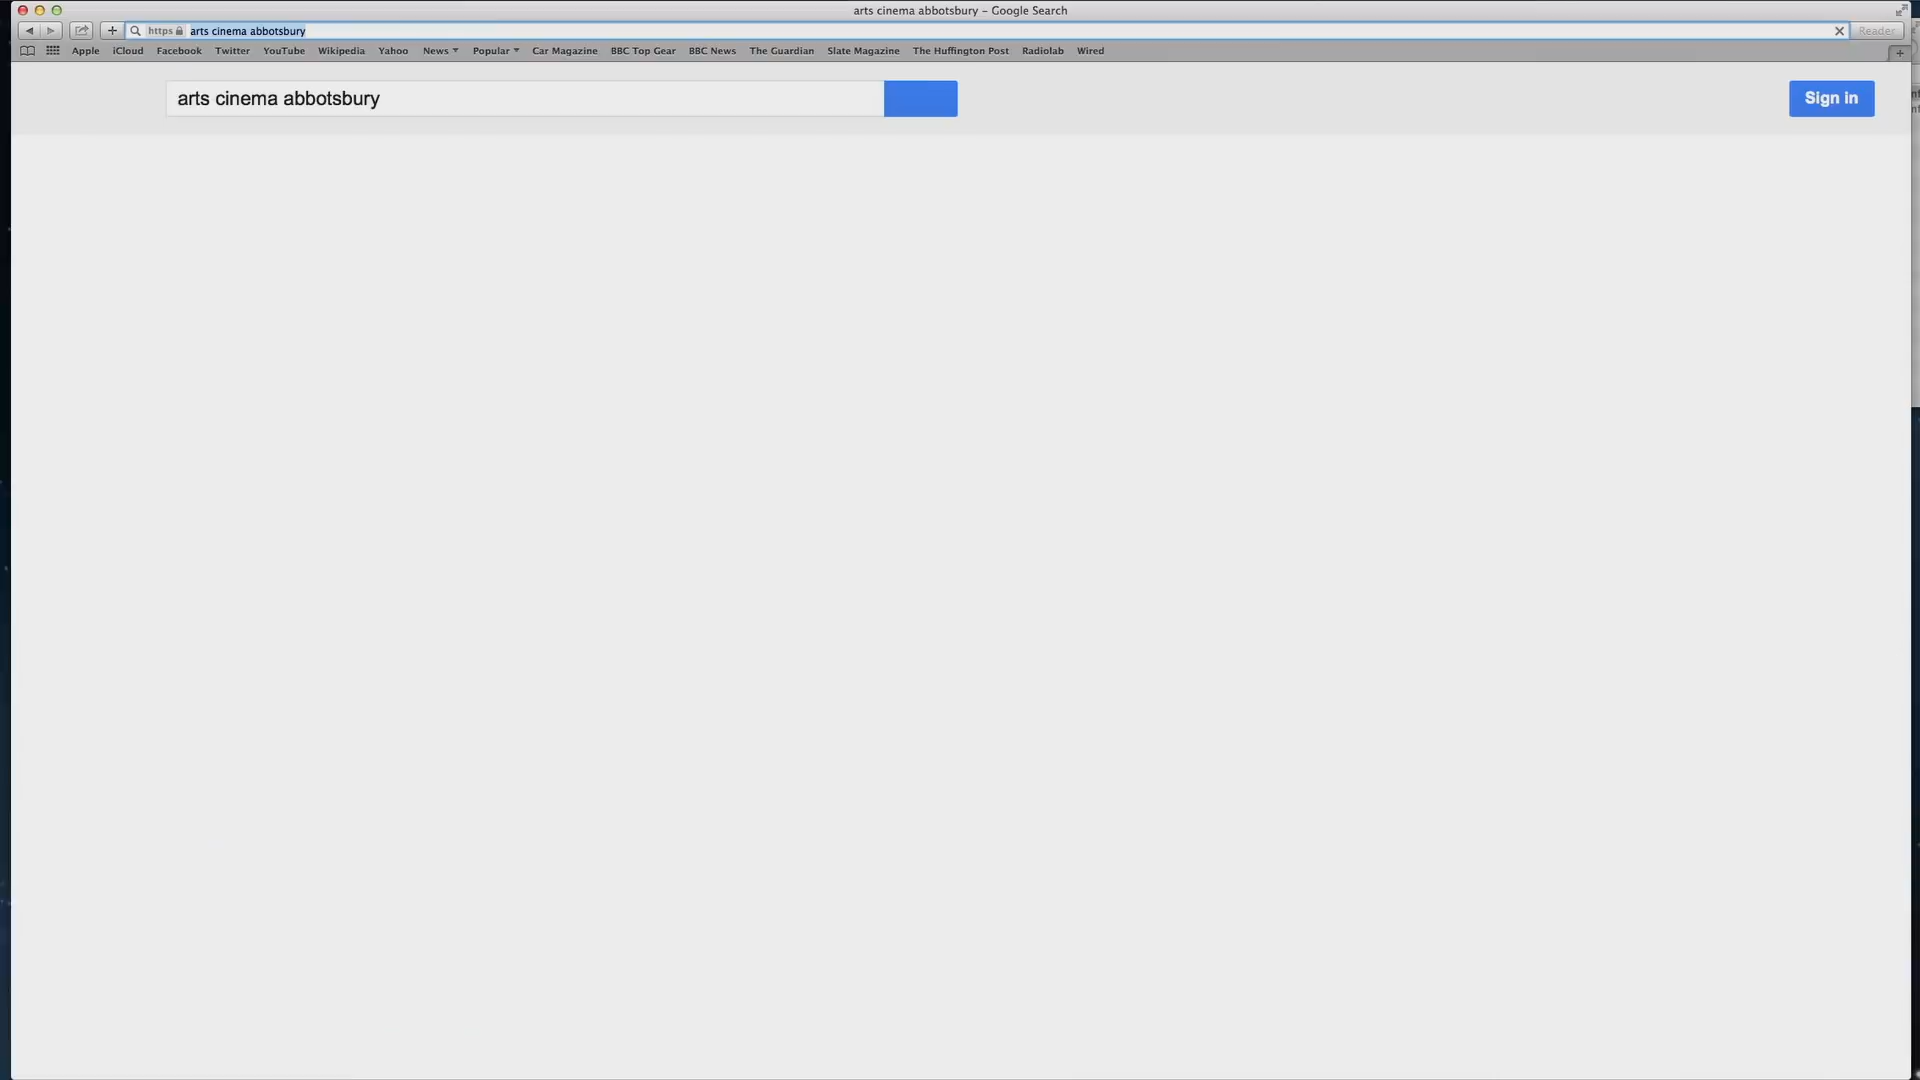 arts cinema abbotsbury – Google Search
https arts cinema abbotsbury Reader
Apple iCloud Facebook Twitter YouTube Wikipedia Yahoo News Popular Car Magazine BBC Top Gear BBC News The Guardian Slate Magazine The Huffington Post Radiolab Wired
arts cinema abbotsbury Sign in